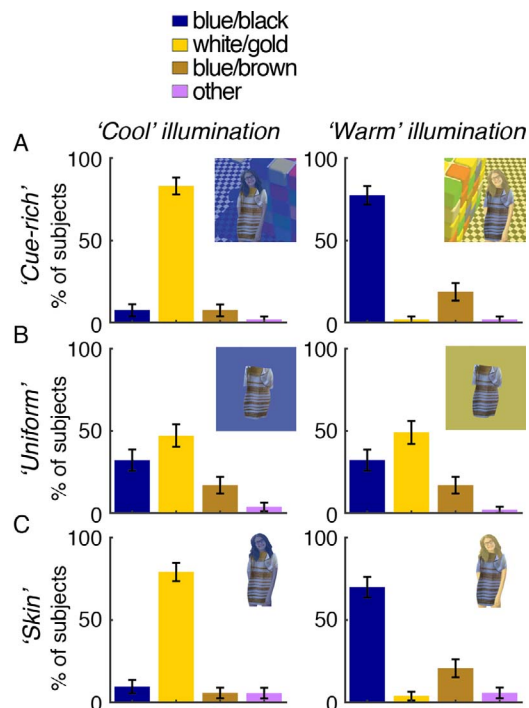 blue/black
white/gold
blue/brown
other
'Cool' illumination
'Warm' illumination
A
'Cue-rich'
% of subjects
100
50
0
100
50
0
B
'Uniform'
% of subjects
100
50
0
100
50
0
C
'Skin'
% of subjects
100
50
0
100
50
0